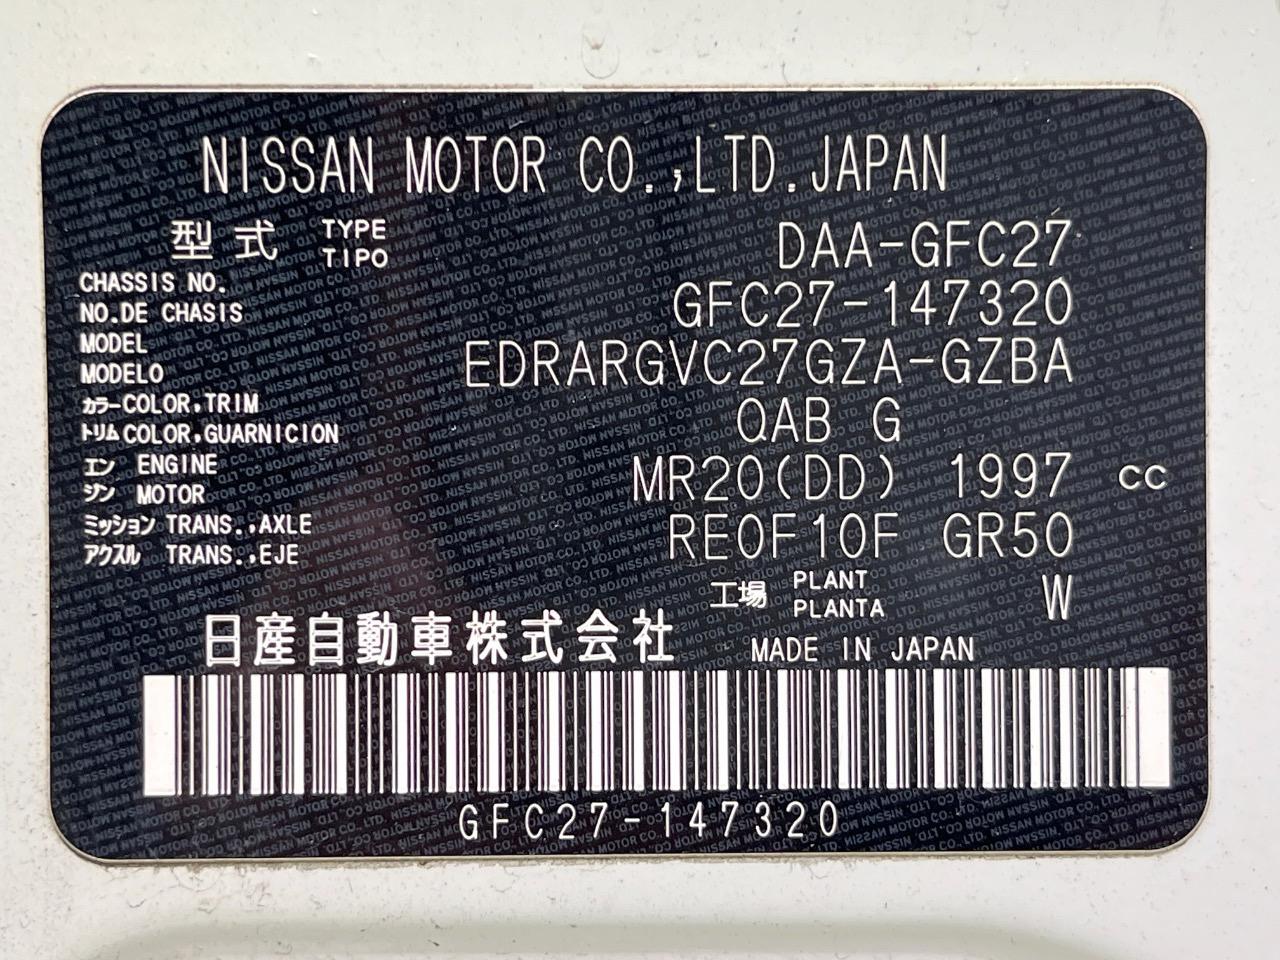 NISSAN MOTOR CO.,LTD.JAPAN
型式 TYPE TIPO DAA-GFC27
CHASSIS NO.
NO.DE CHASIS GFC27-147320
MODEL
MODELO EDRARGVC27GZA-GZBA
カラー COLOR,TRIM
トリム COLOR,GUARNICION QAB G
エン ENGINE
ジン MOTOR MR20(DD) 1997 cc
ミッション TRANS.,AXLE
アクスル TRANS.,EJE RE0F10F GR50
工場 PLANT PLANTA W
日産自動車株式会社 MADE IN JAPAN
GFC27-147320